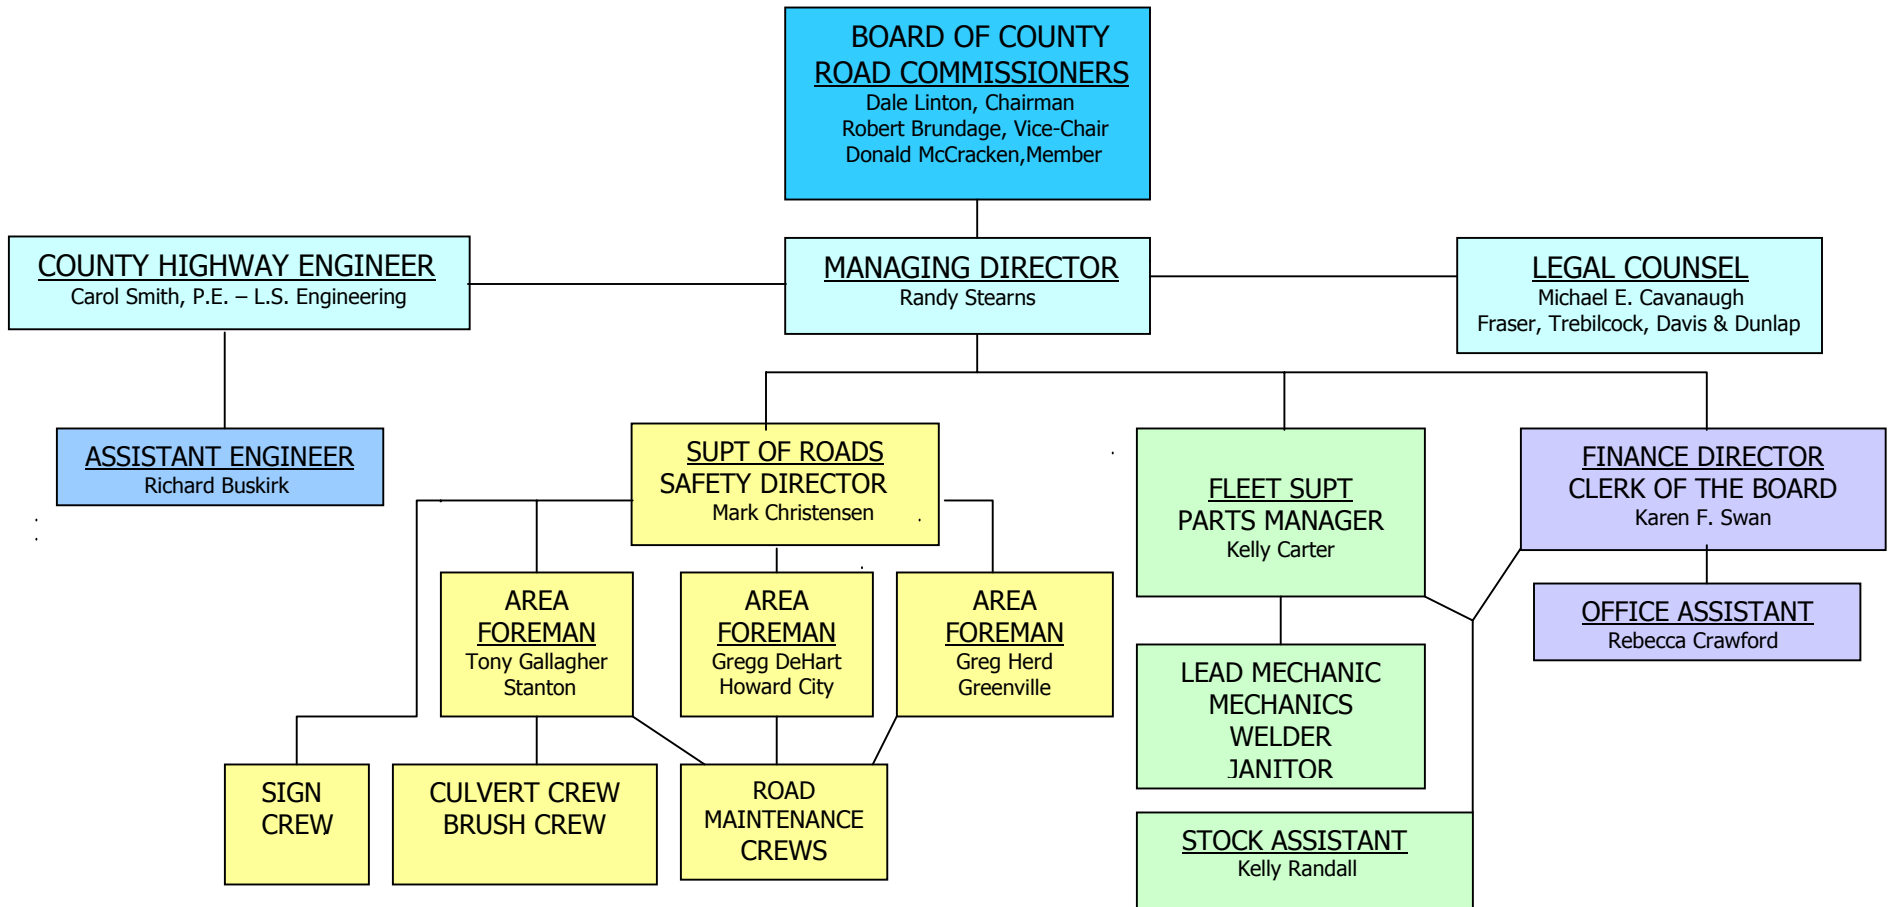 BOARD OF COUNTY
ROAD COMMISSIONERS
Dale Linton, Chairman
Robert Brundage, Vice-Chair
Donald McCracken,Member
COUNTY HIGHWAY ENGINEER
Carol Smith, P.E. – L.S. Engineering
MANAGING DIRECTOR
Randy Stearns
LEGAL COUNSEL
Michael E. Cavanaugh
Fraser, Trebilcock, Davis & Dunlap
ASSISTANT ENGINEER
Richard Buskirk
SUPT OF ROADS
SAFETY DIRECTOR
Mark Christensen
FLEET SUPT
PARTS MANAGER
Kelly Carter
FINANCE DIRECTOR
CLERK OF THE BOARD
Karen F. Swan
AREA
FOREMAN
Tony Gallagher
Stanton
AREA
FOREMAN
Gregg DeHart
Howard City
AREA
FOREMAN
Greg Herd
Greenville
OFFICE ASSISTANT
Rebecca Crawford
LEAD MECHANIC
MECHANICS
WELDER
JANITOR
SIGN
CREW
CULVERT CREW
BRUSH CREW
ROAD
MAINTENANCE
CREWS
STOCK ASSISTANT
Kelly Randall